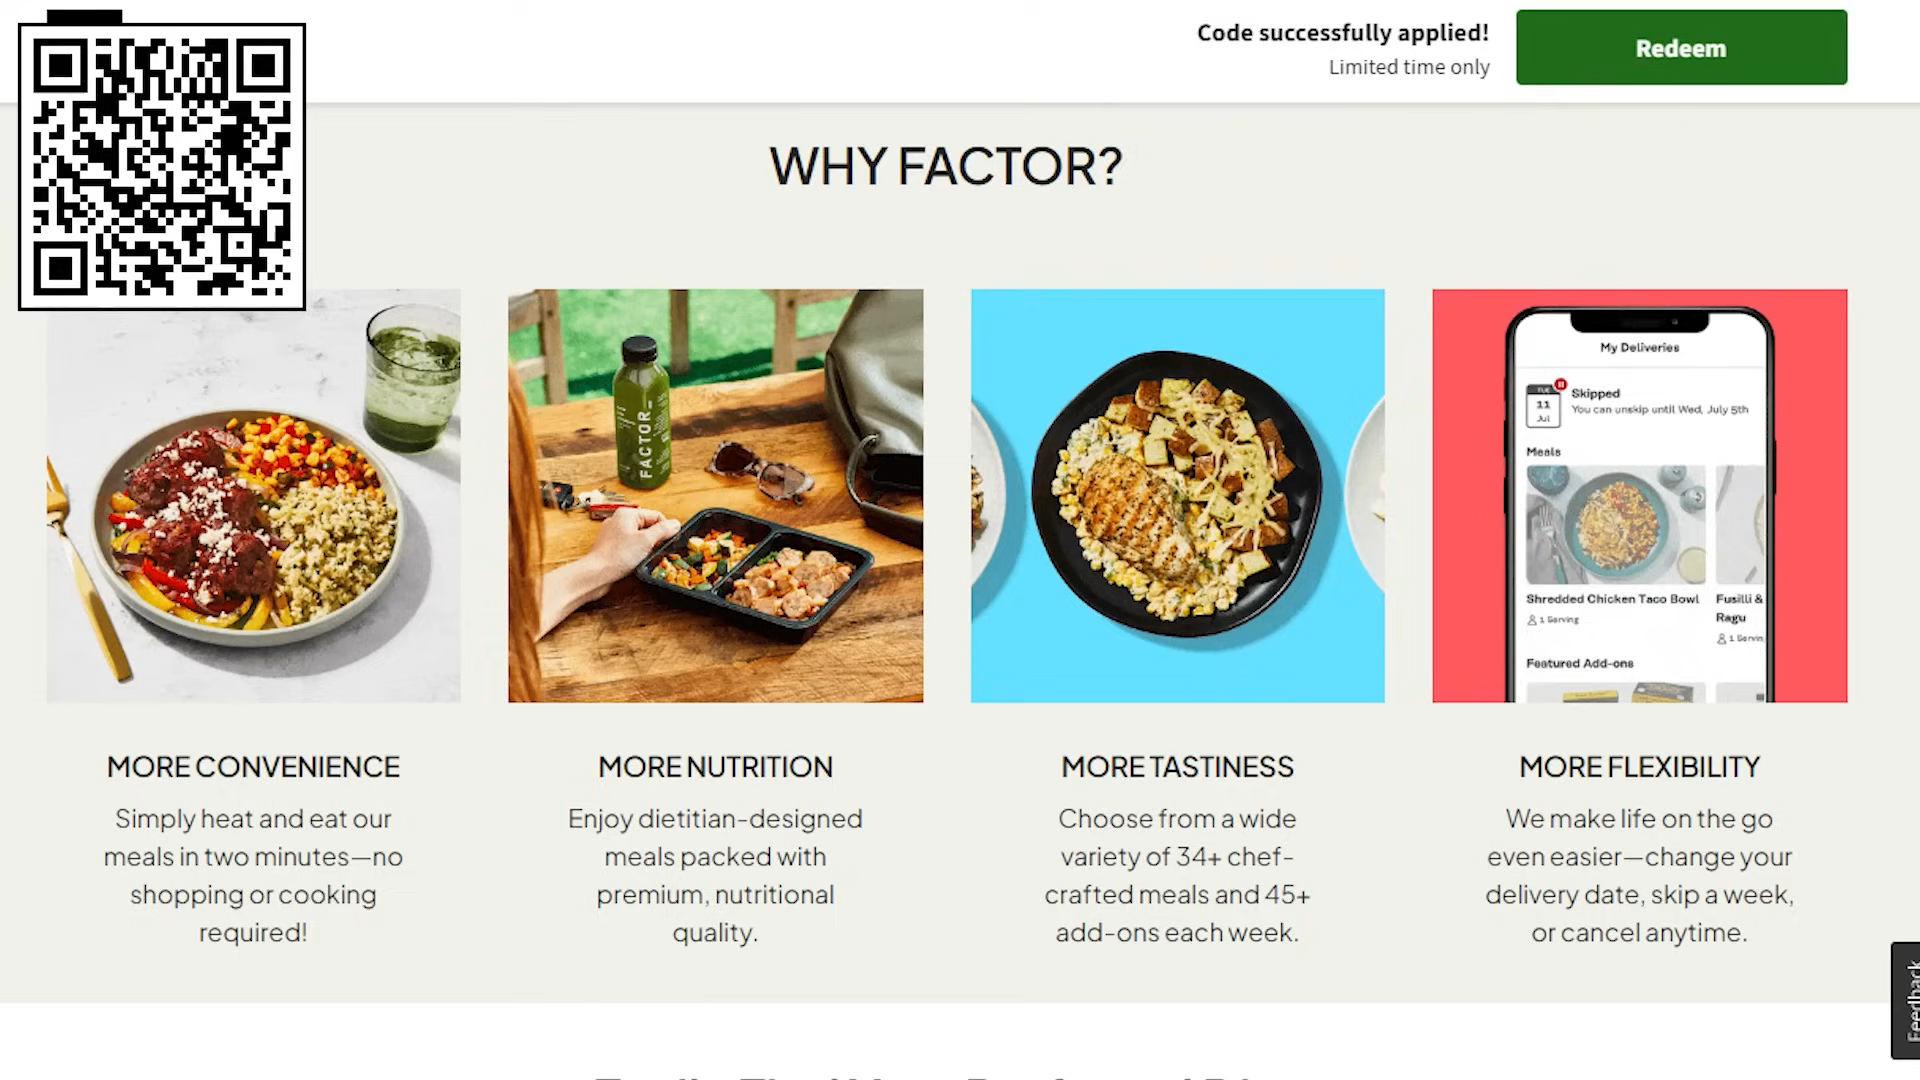 Code successfully applied!
Limited time only
Redeem
WHY FACTOR?
FACTOR_
My Deliveries
TUE
11
Jul
Skipped
You can unskip until Wed, July 5th
Meals
Shredded Chicken Taco Bowl
1 Serving
Fusilli &
Ragu
1 Servin
Featured Add-ons
MORE CONVENIENCE
Simply heat and eat our
meals in two minutes—no
shopping or cooking
required!
MORE NUTRITION
Enjoy dietitian-designed
meals packed with
premium, nutritional
quality.
MORE TASTINESS
Choose from a wide
variety of 34+ chef-
crafted meals and 45+
add-ons each week.
MORE FLEXIBILITY
We make life on the go
even easier—change your
delivery date, skip a week,
or cancel anytime.
Feedback